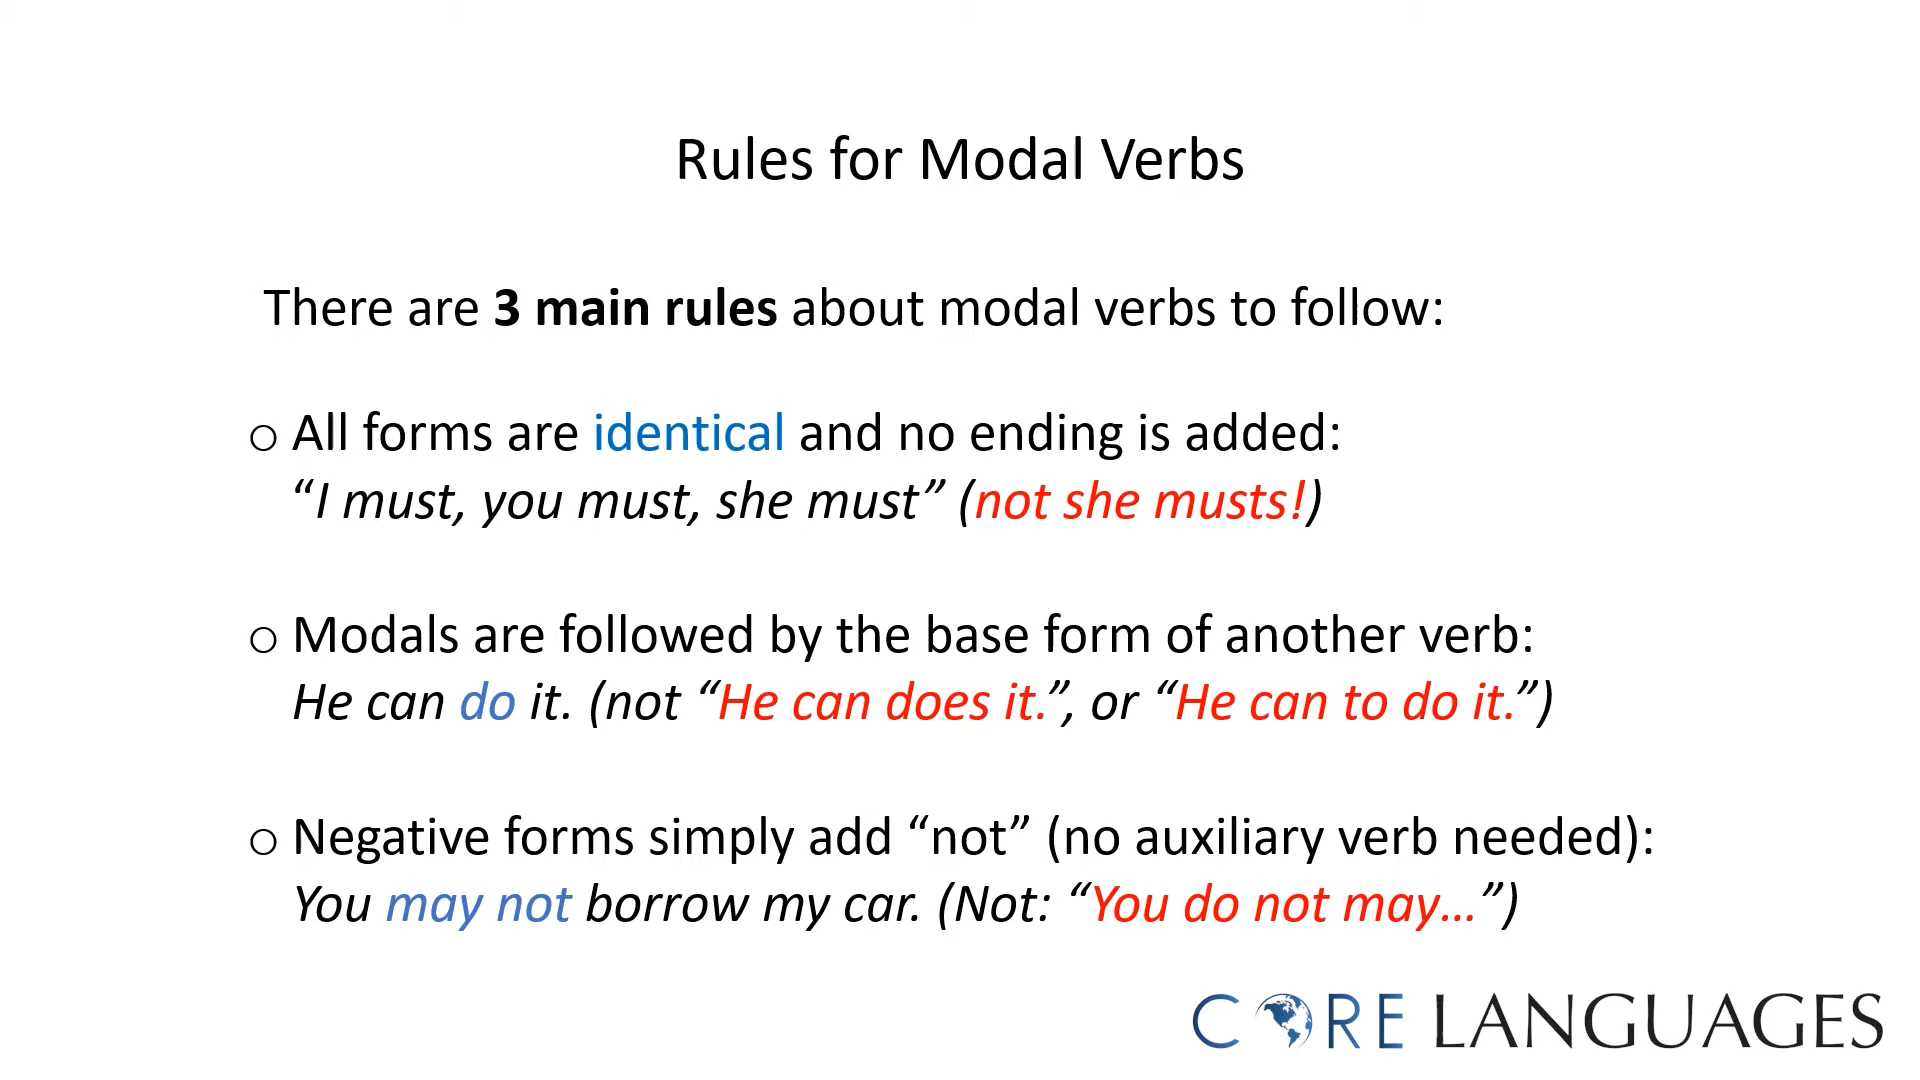 Rules for Modal Verbs
There are 3 main rules about modal verbs to follow:
○ All forms are identical and no ending is added:
“I must, you must, she must” (not she musts!)
○ Modals are followed by the base form of another verb:
He can do it. (not “He can does it.”, or “He can to do it.”)
○ Negative forms simply add “not” (no auxiliary verb needed):
You may not borrow my car. (Not: “You do not may…”)
CORE LANGUAGES